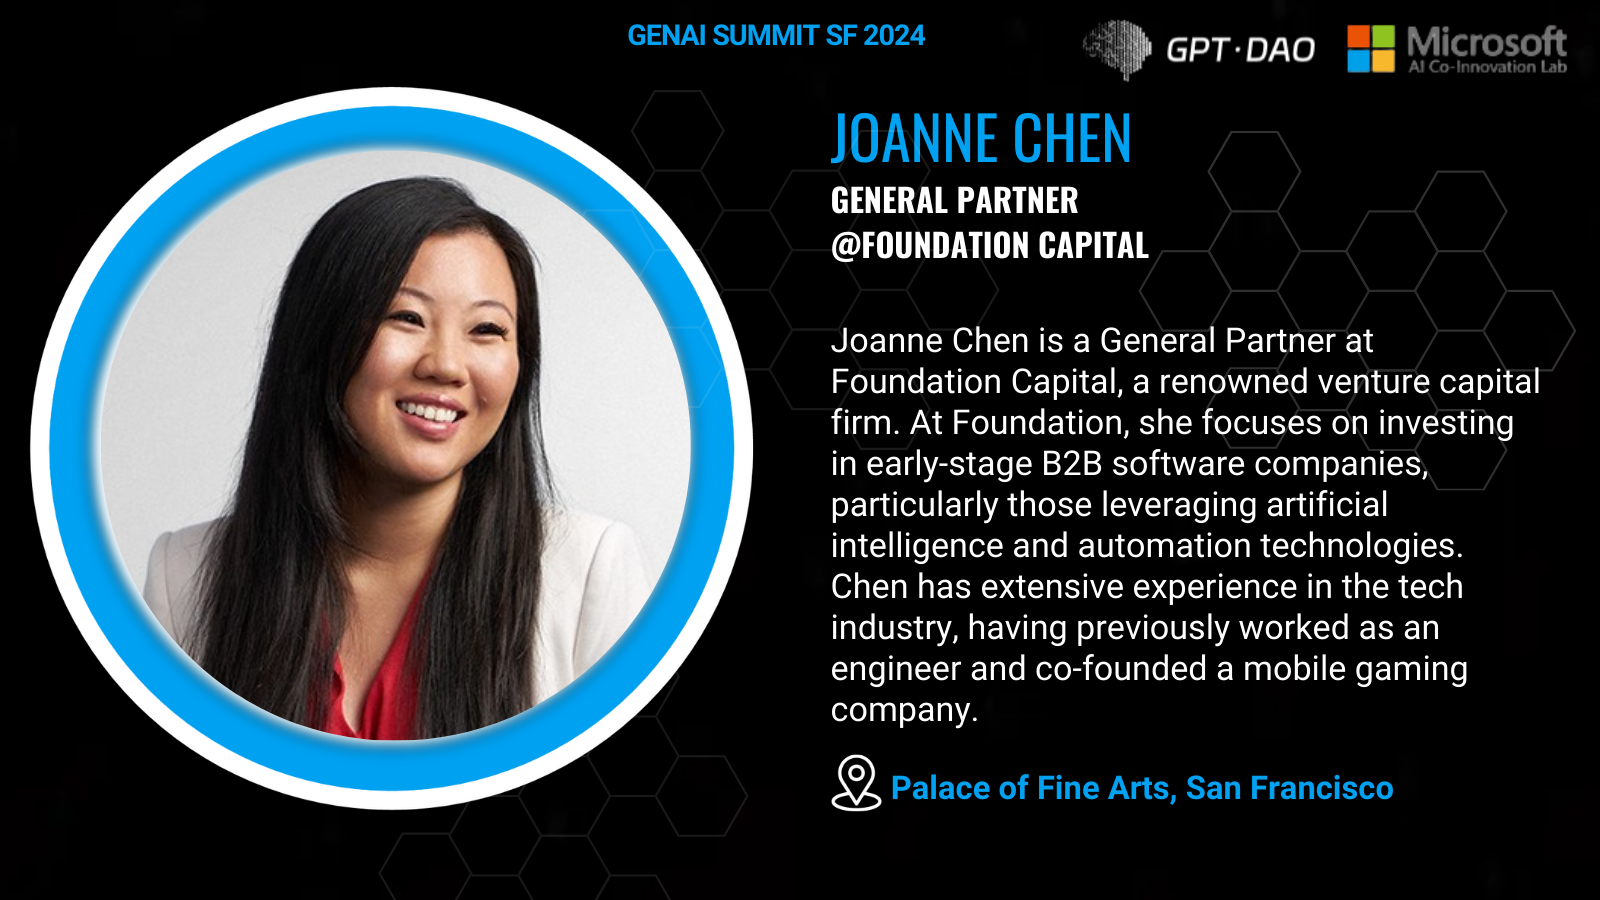 GENAI SUMMIT SF 2024
GPT·DAO
Microsoft
AI Co-Innovation Lab
JOANNE CHEN
GENERAL PARTNER
@FOUNDATION CAPITAL
Joanne Chen is a General Partner at
Foundation Capital, a renowned venture capital
firm. At Foundation, she focuses on investing
in early-stage B2B software companies,
particularly those leveraging artificial
intelligence and automation technologies.
Chen has extensive experience in the tech
industry, having previously worked as an
engineer and co-founded a mobile gaming
company.
Palace of Fine Arts, San Francisco